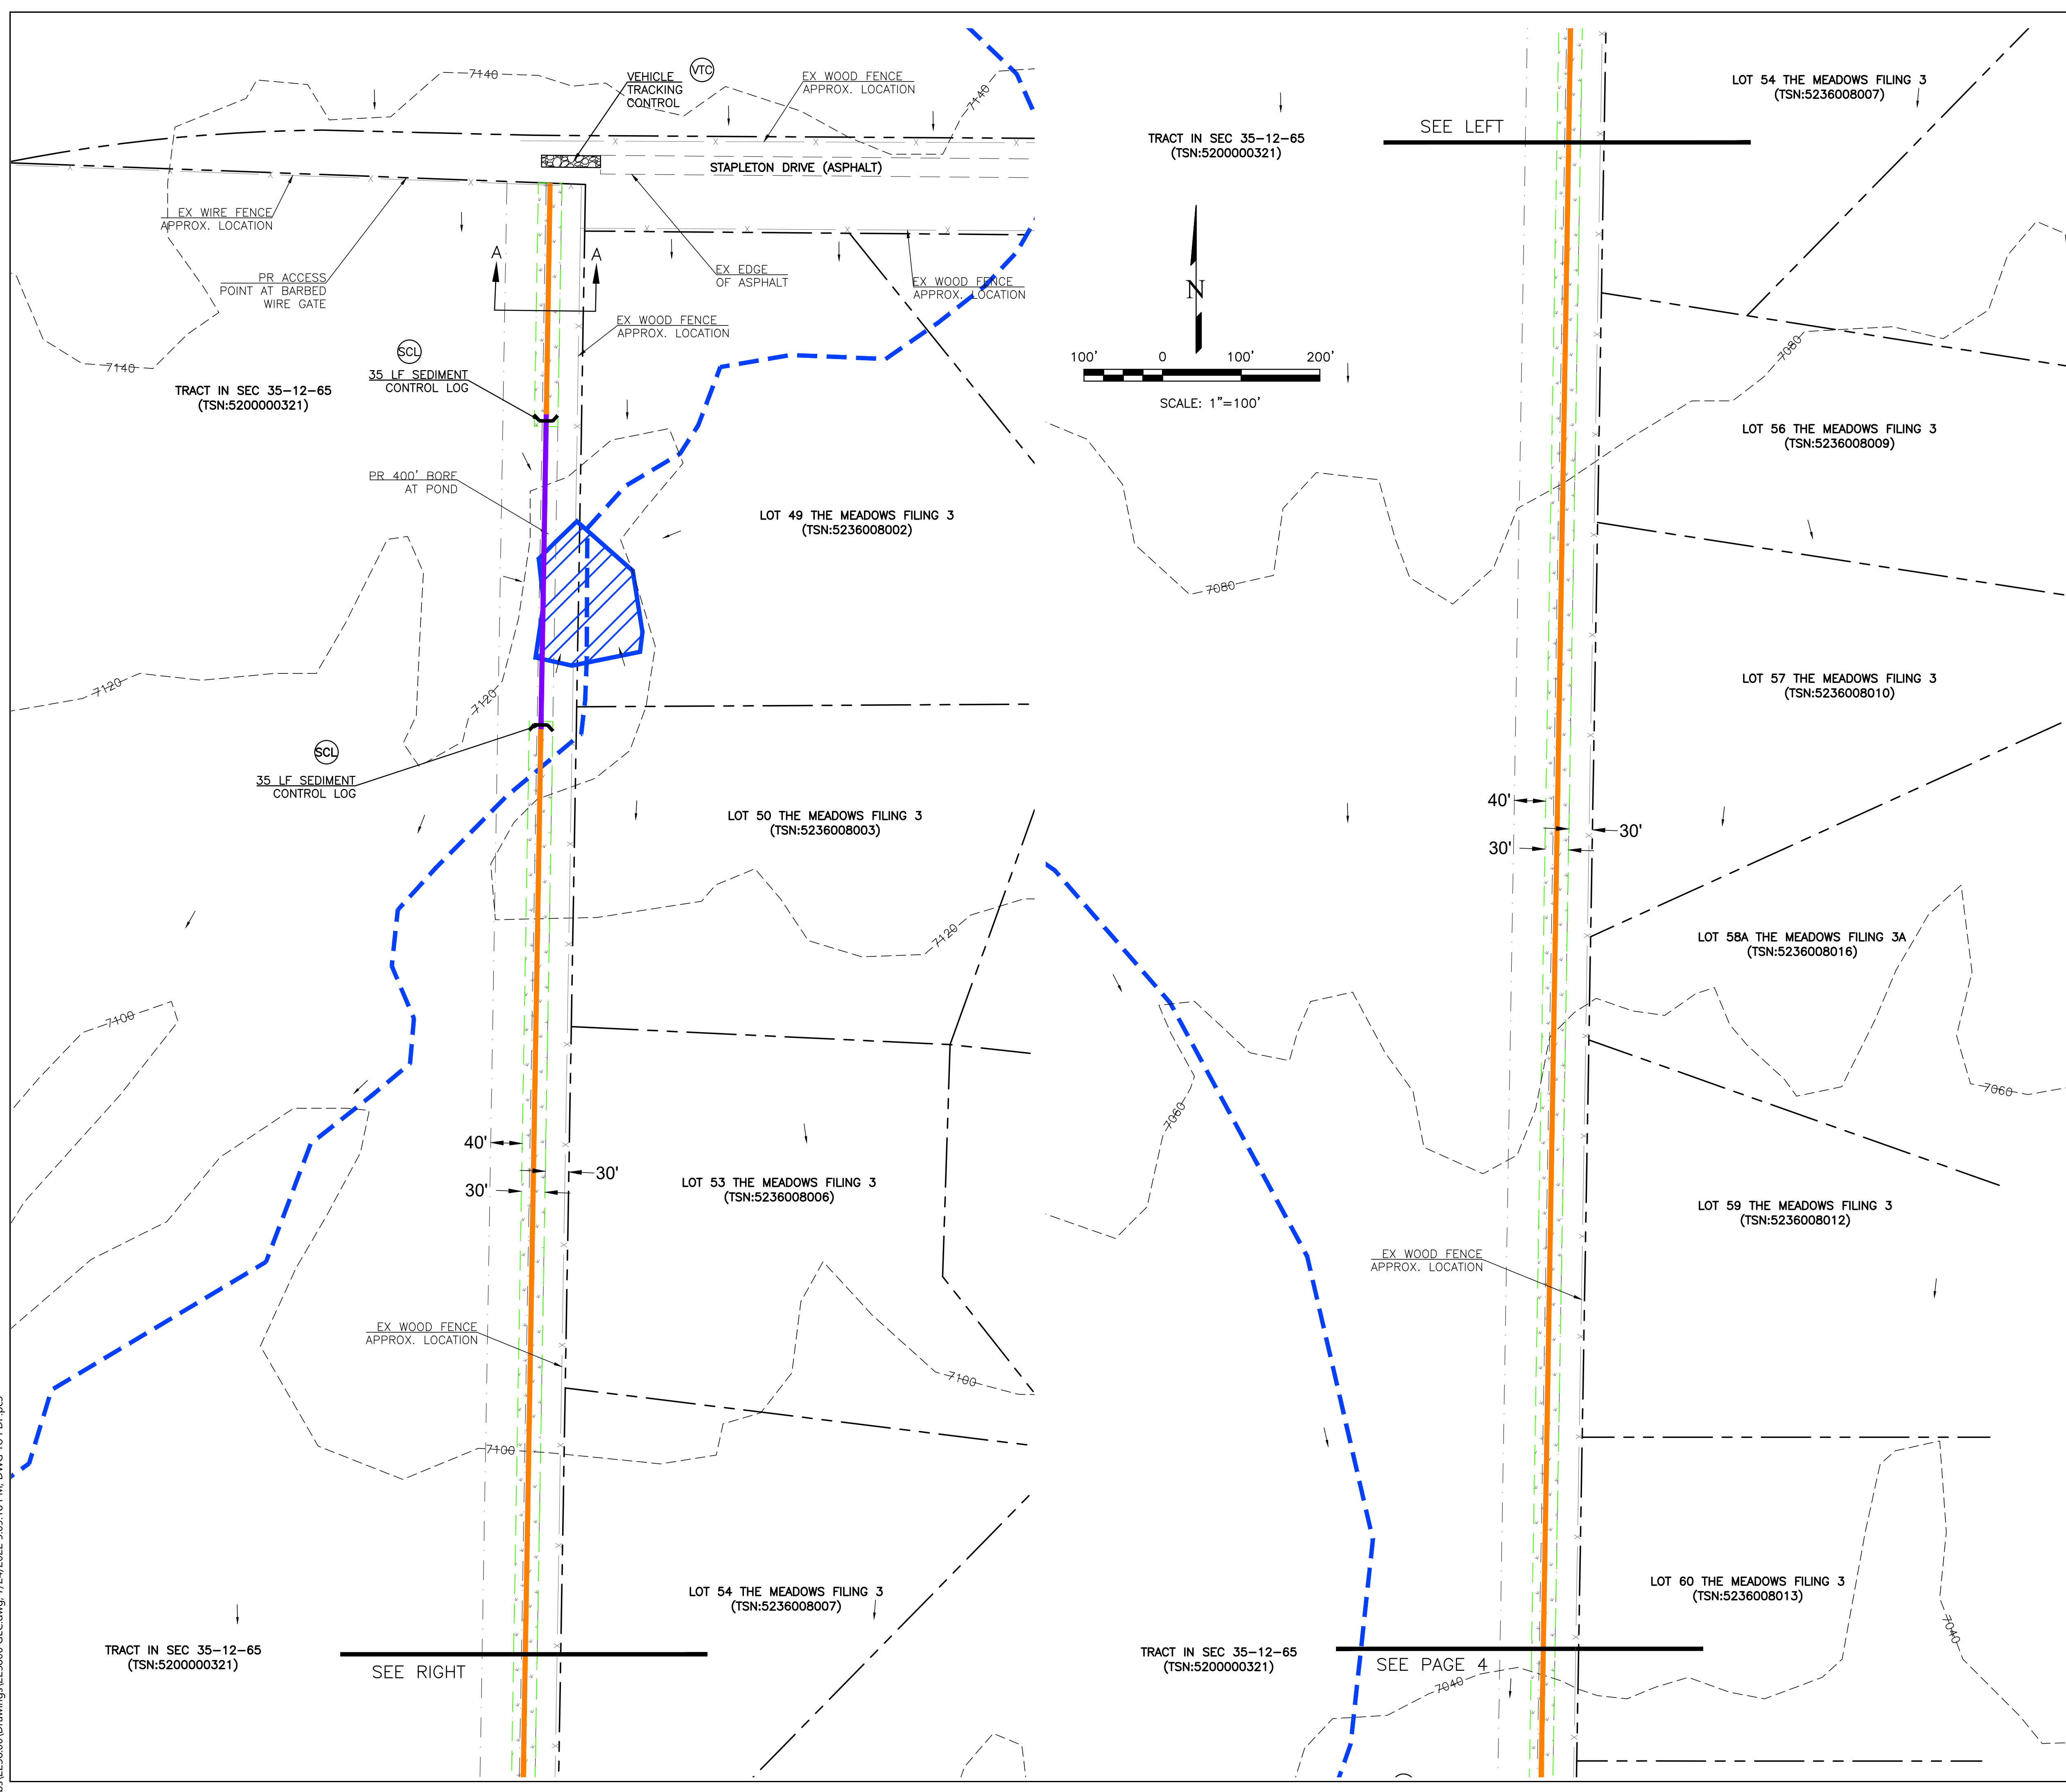 7140
VEHICLE
TRACKING
CONTROL
VTC
EX WOOD FENCE
APPROX. LOCATION
7140
STAPLETON DRIVE (ASPHALT)
EX WIRE FENCE
APPROX. LOCATION
PR ACCESS
POINT AT BARBED
WIRE GATE
A
A
EX EDGE
OF ASPHALT
EX WOOD FENCE
APPROX. LOCATION
EX WOOD FENCE
APPROX. LOCATION
SCL
35 LF SEDIMENT
CONTROL LOG
7140
TRACT IN SEC 35-12-65
(TSN:5200000321)
PR 400' BORE
AT POND
LOT 49 THE MEADOWS FILING 3
(TSN:5236008002)
7120
7120
SCL
35 LF SEDIMENT
CONTROL LOG
LOT 50 THE MEADOWS FILING 3
(TSN:5236008003)
7120
7100
40'
30'
30'
LOT 53 THE MEADOWS FILING 3
(TSN:5236008006)
EX WOOD FENCE
APPROX. LOCATION
7100
7100
LOT 54 THE MEADOWS FILING 3
(TSN:5236008007)
TRACT IN SEC 35-12-65
(TSN:5200000321)
SEE RIGHT
LOT 54 THE MEADOWS FILING 3
(TSN:5236008007)
SEE LEFT
TRACT IN SEC 35-12-65
(TSN:5200000321)
N
100'
0
100'
200'
SCALE: 1"=100'
7080
LOT 56 THE MEADOWS FILING 3
(TSN:5236008009)
7080
LOT 57 THE MEADOWS FILING 3
(TSN:5236008010)
40'
30'
30'
LOT 58A THE MEADOWS FILING 3A
(TSN:5236008016)
7060
7060
LOT 59 THE MEADOWS FILING 3
(TSN:5236008012)
EX WOOD FENCE
APPROX. LOCATION
LOT 60 THE MEADOWS FILING 3
(TSN:5236008013)
7040
TRACT IN SEC 35-12-65
(TSN:5200000321)
SEE PAGE 4
7040